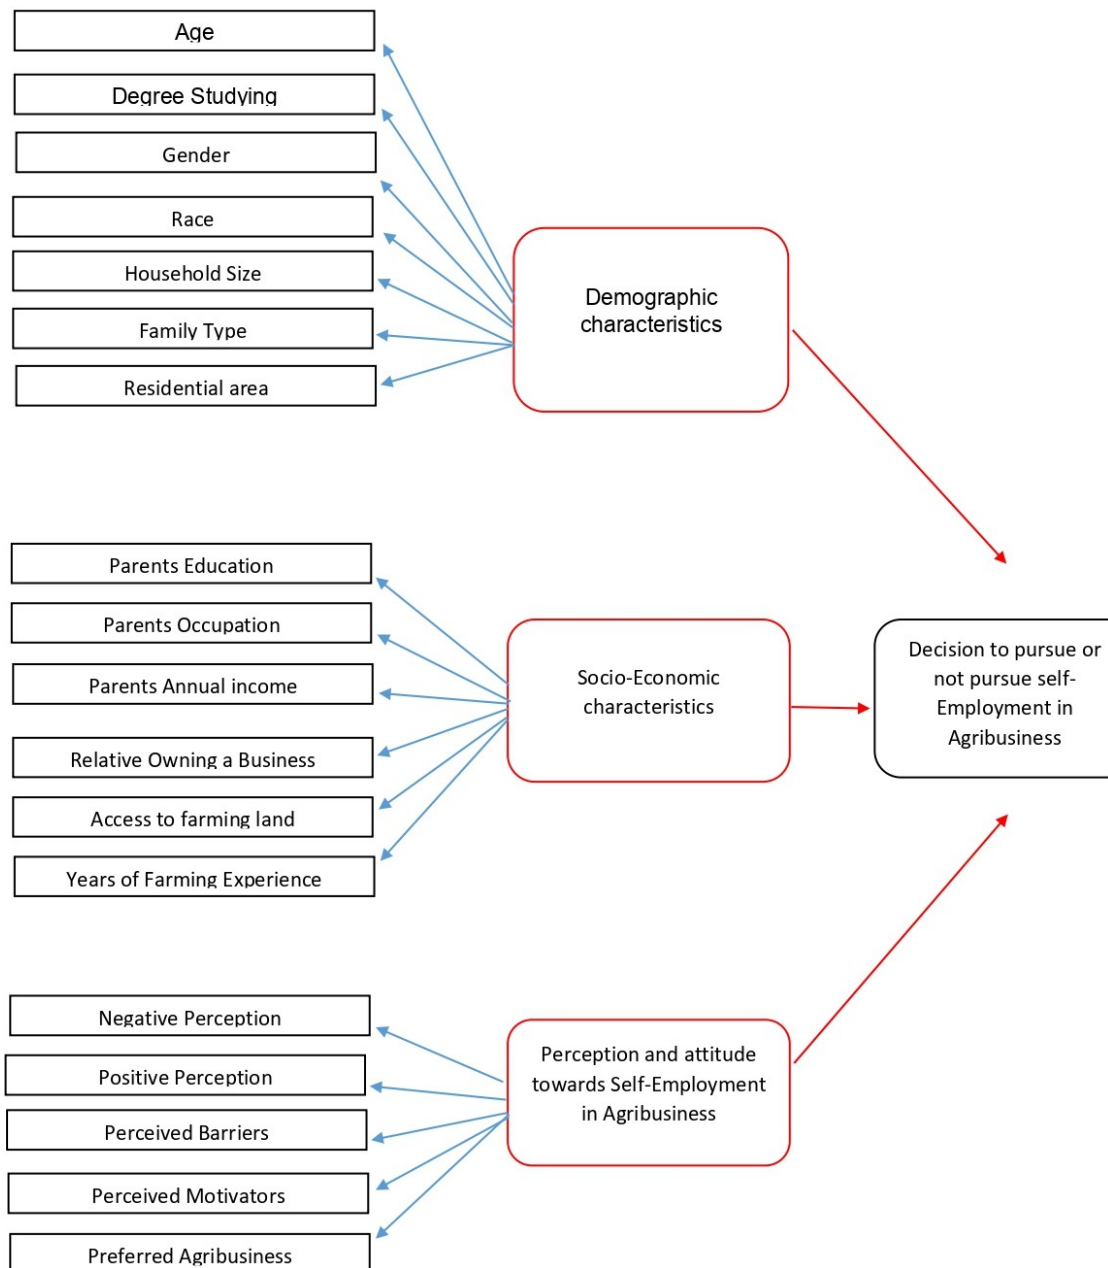 Age
Degree Studying
Gender
Race
Household Size
Family Type
Residential area
Demographic
characteristics
Parents Education
Parents Occupation
Parents Annual income
Relative Owning a Business
Access to farming land
Years of Farming Experience
Socio-Economic
characteristics
Decision to pursue or
not pursue self-
Employment in
Agribusiness
Negative Perception
Positive Perception
Perceived Barriers
Perceived Motivators
Preferred Agribusiness
Perception and attitude
towards Self-Employment
in Agribusiness